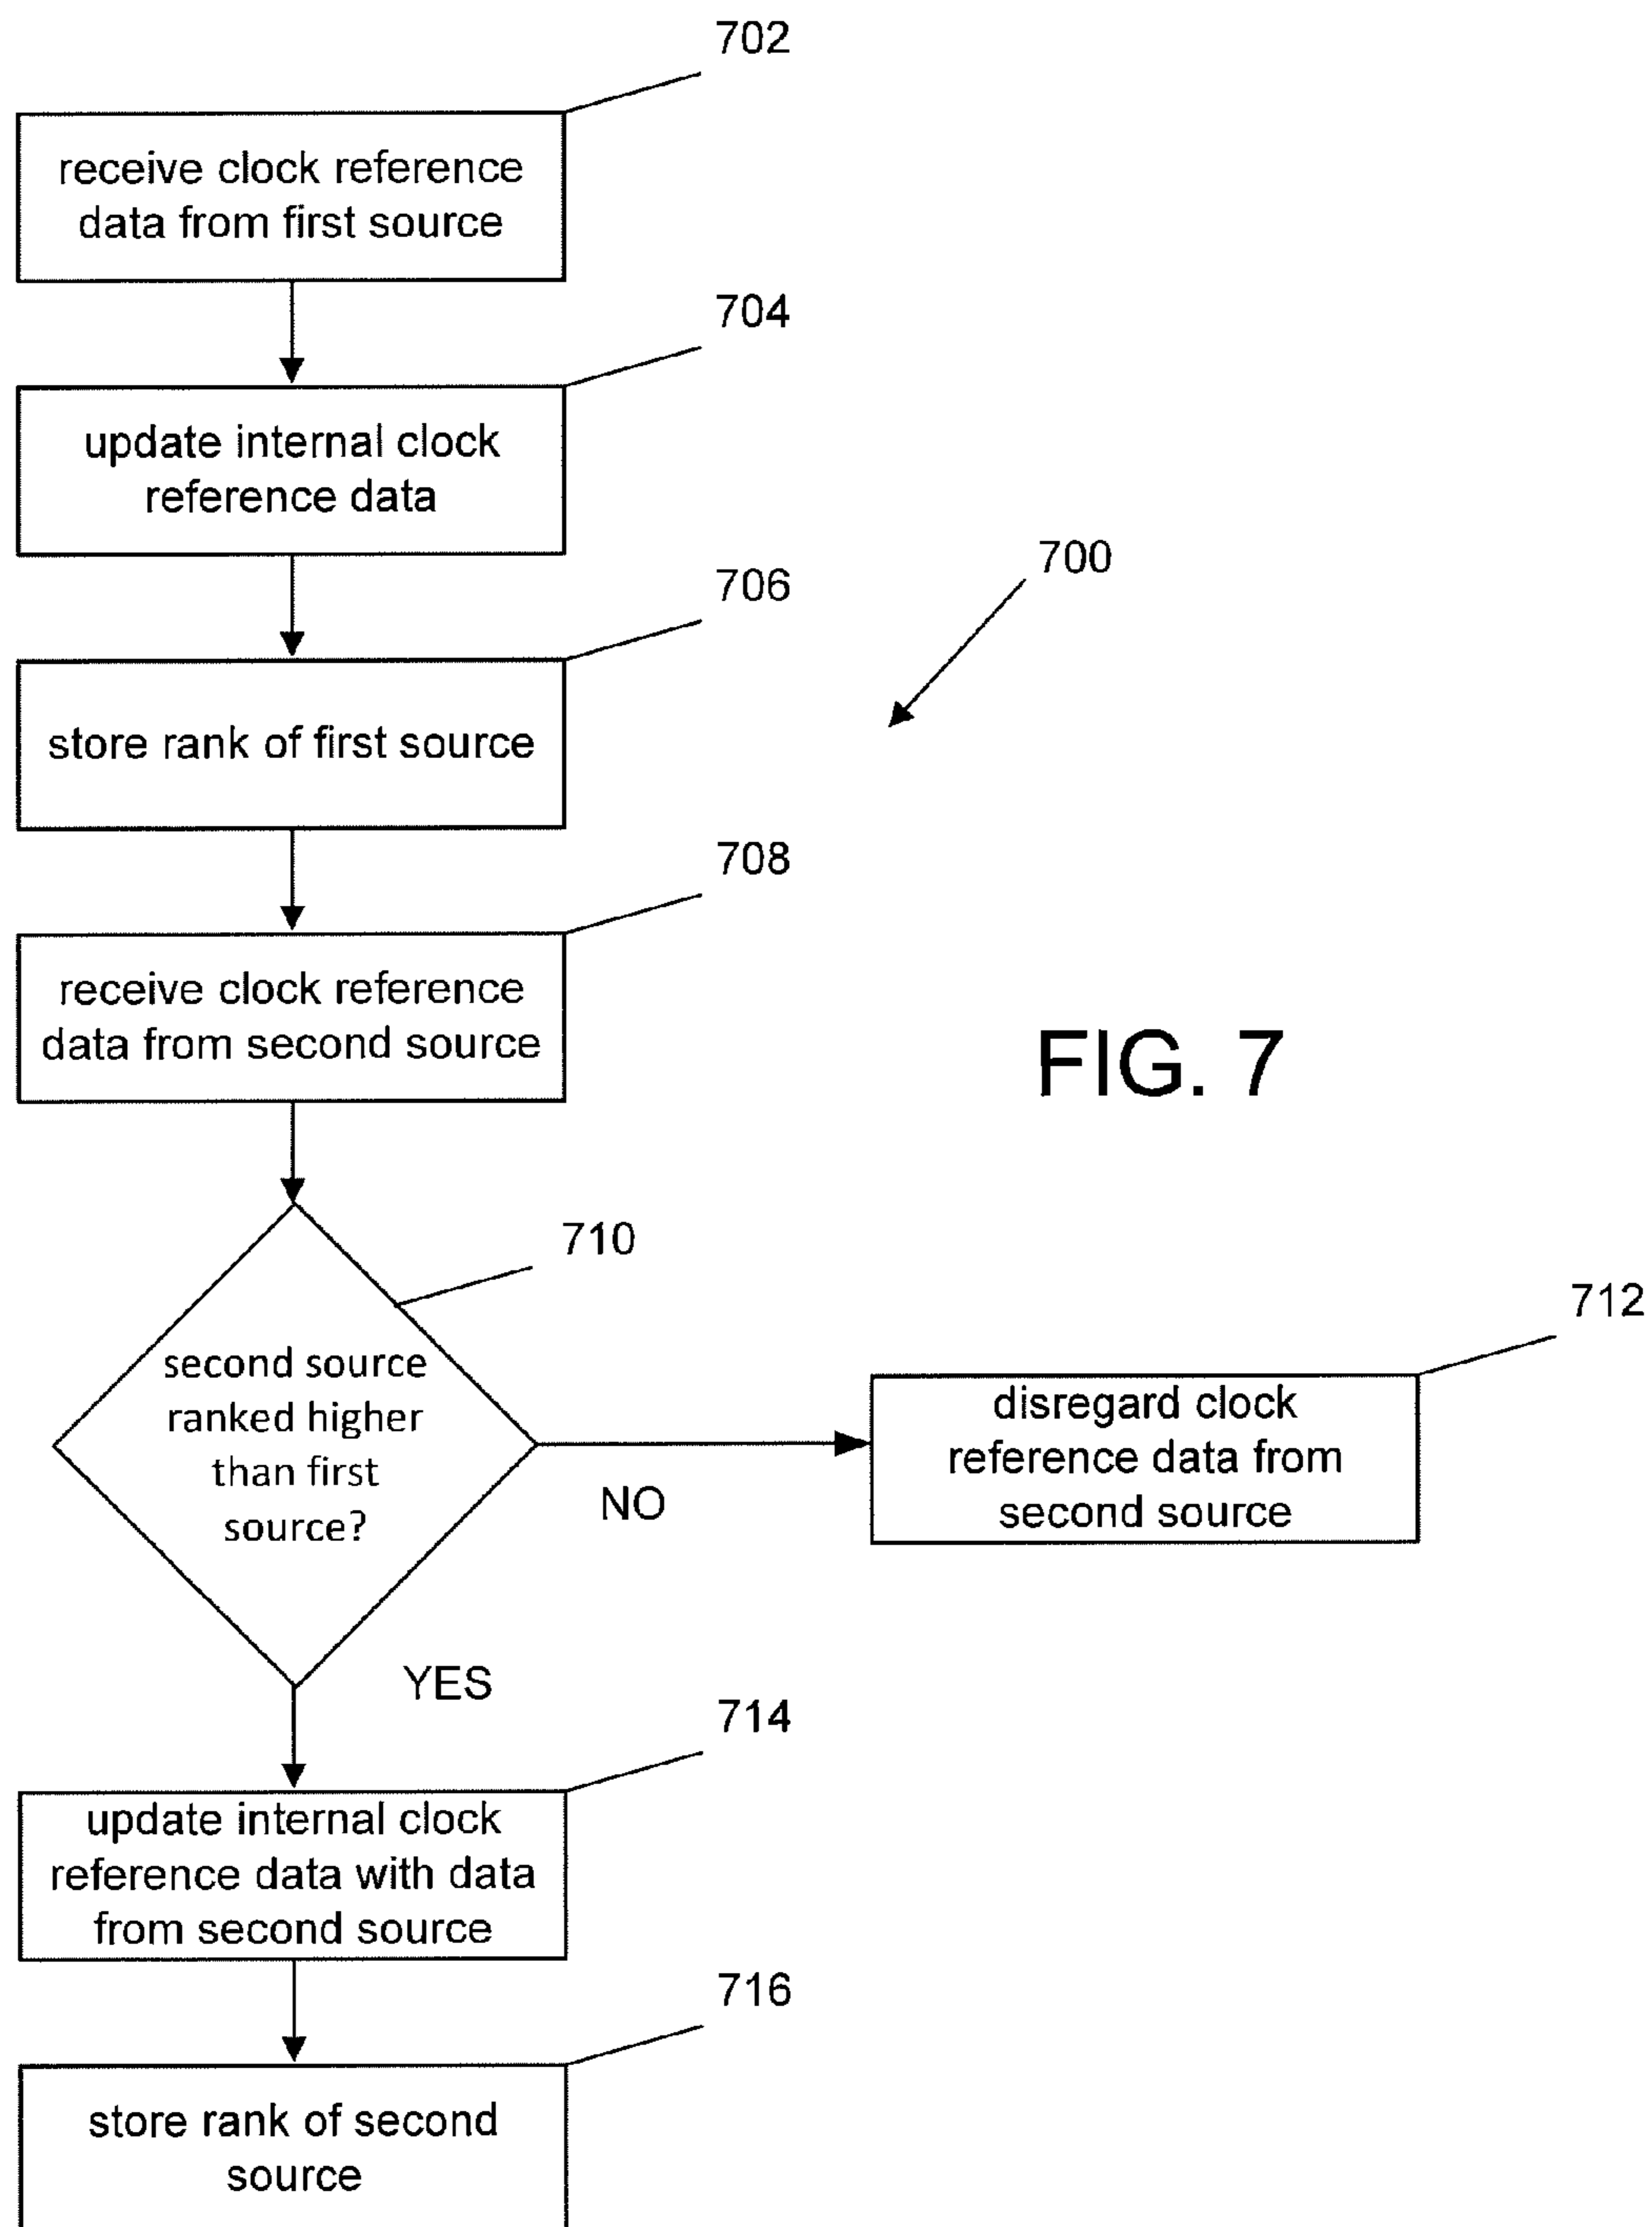 702
receive clock reference
data from first source
704
update internal clock
reference data
700
706
store rank of first source
708
receive clock reference
data from second source
FIG. 7
710
second source
ranked higher
than first
source?
712
disregard clock
reference data from
second source
NO
YES
714
update internal clock
reference data with data
from second source
716
store rank of second
source